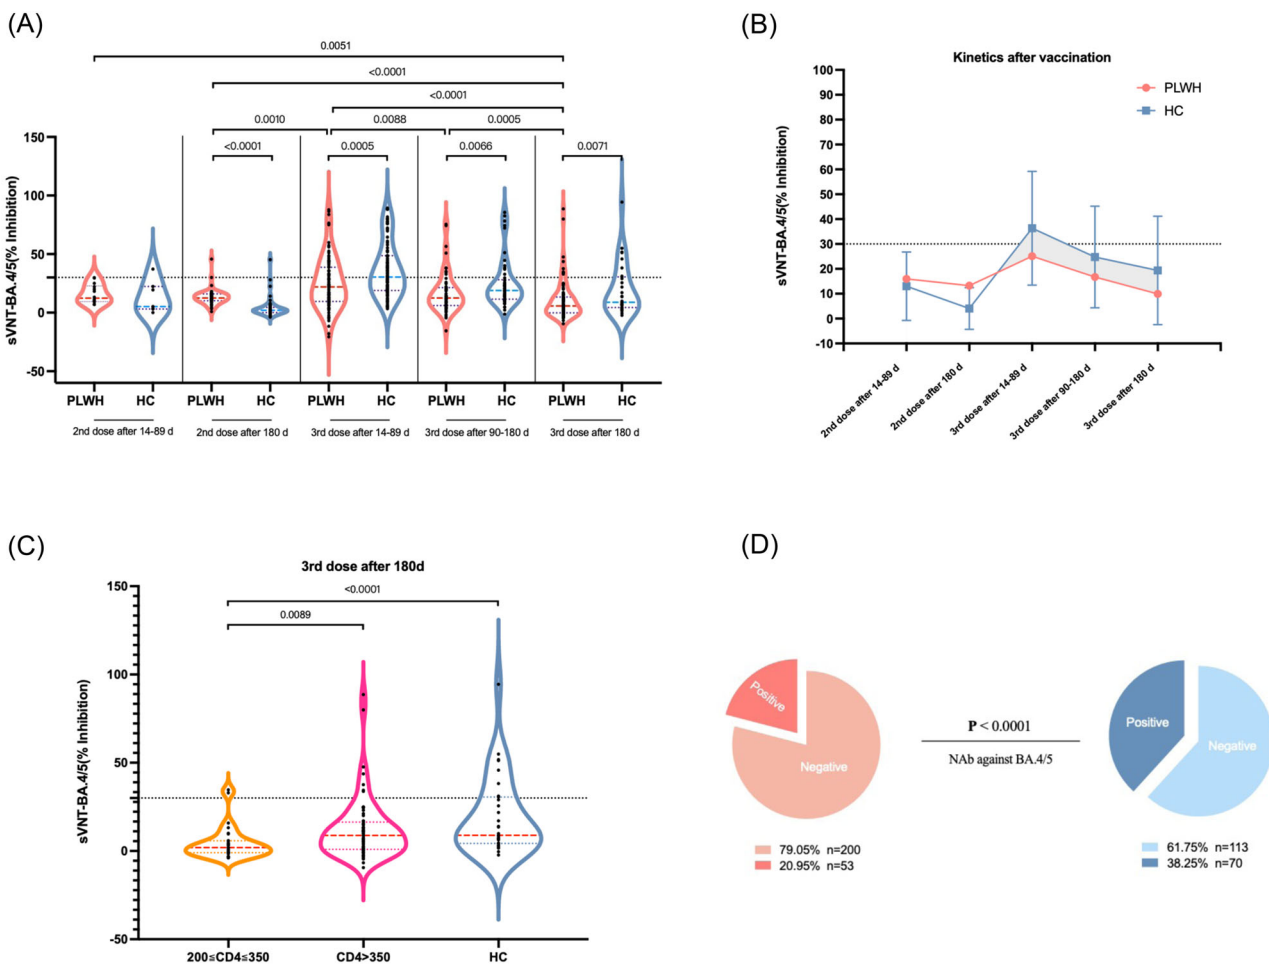 (A)
0.0051
<0.0001
<0.0001
0.0010 0.0088 0.0005
<0.0001 0.0005 0.0066 0.0071
sVNT-BA.4/5(% Inhibition)
150
100
50
0
-50
PLWH HC PLWH HC PLWH HC PLWH HC PLWH HC
2nd dose after 14-89 d 2nd dose after 180 d 3rd dose after 14-89 d 3rd dose after 90-180 d 3rd dose after 180 d
(B)
Kinetics after vaccination
PLWH
HC
sVNT-BA.4/5(% Inhibition)
100
90
80
70
60
50
40
30
20
10
0
-10
2nd dose after 14-89 d
2nd dose after 180 d
3rd dose after 14-89 d
3rd dose after 90-180 d
3rd dose after 180 d
(C)
3rd dose after 180d
<0.0001
0.0089
sVNT-BA.4/5(% Inhibition)
150
100
50
0
-50
200≦CD4≦350 CD4>350 HC
(D)
Positive
Negative
P < 0.0001
NAb against BA.4/5
Positive
Negative
79.05% n=200
20.95% n=53
61.75% n=113
38.25% n=70